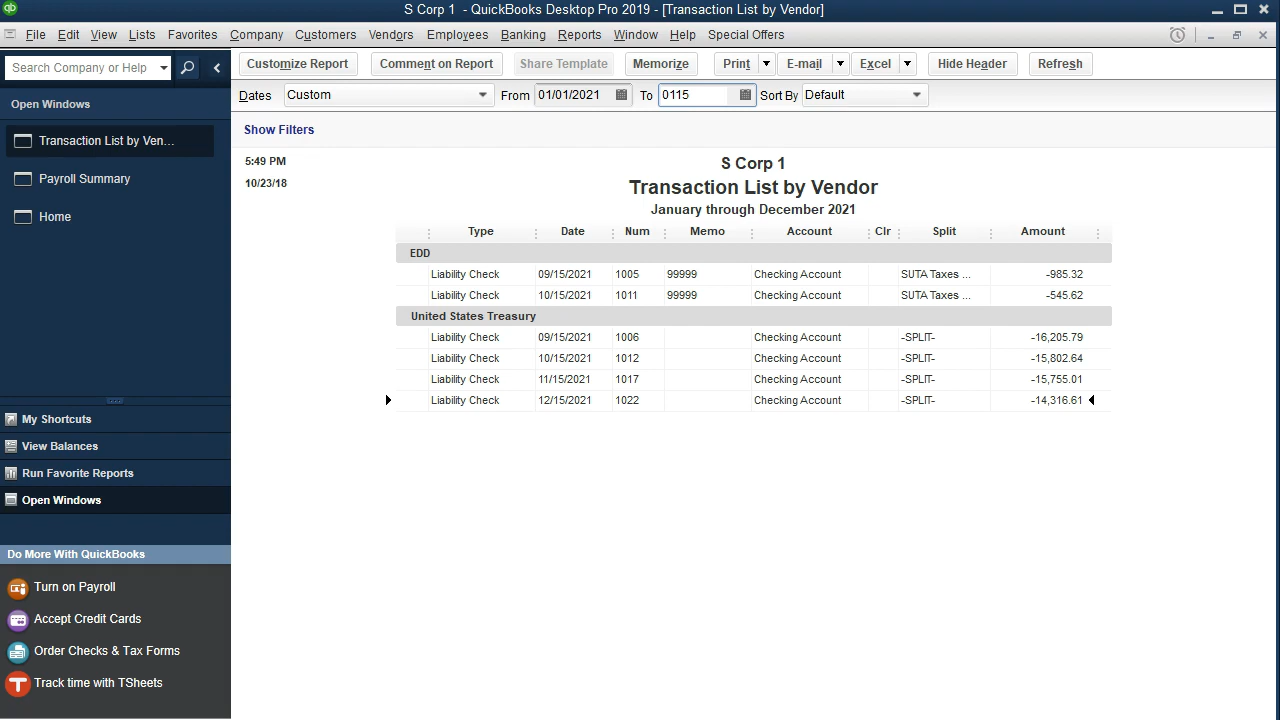 S Corp 1 - QuickBooks Desktop Pro 2019 - [Transaction List by Vendor]
File Edit View Lists Favorites Company Customers Vendors Employees Banking Reports Window Help Special Offers
Search Company or Help
Customize Report Comment on Report Share Template Memorize Print E-mail Excel Hide Header Refresh
Dates Custom From 01/01/2021 To 0115 Sort By Default
Open Windows
Transaction List by Ven...
Payroll Summary
Home
My Shortcuts
View Balances
Run Favorite Reports
Open Windows
Do More With QuickBooks
Turn on Payroll
Accept Credit Cards
Order Checks & Tax Forms
Track time with TSheets
Show Filters
5:49 PM
10/23/18
S Corp 1
Transaction List by Vendor
January through December 2021
Type Date Num Memo Account Clr Split Amount
EDD
Liability Check 09/15/2021 1005 99999 Checking Account SUTA Taxes ... -985.32
Liability Check 10/15/2021 1011 99999 Checking Account SUTA Taxes ... -545.62
United States Treasury
Liability Check 09/15/2021 1006 Checking Account -SPLIT- -16,205.79
Liability Check 10/15/2021 1012 Checking Account -SPLIT- -15,802.64
Liability Check 11/15/2021 1017 Checking Account -SPLIT- -15,755.01
Liability Check 12/15/2021 1022 Checking Account -SPLIT- -14,316.61